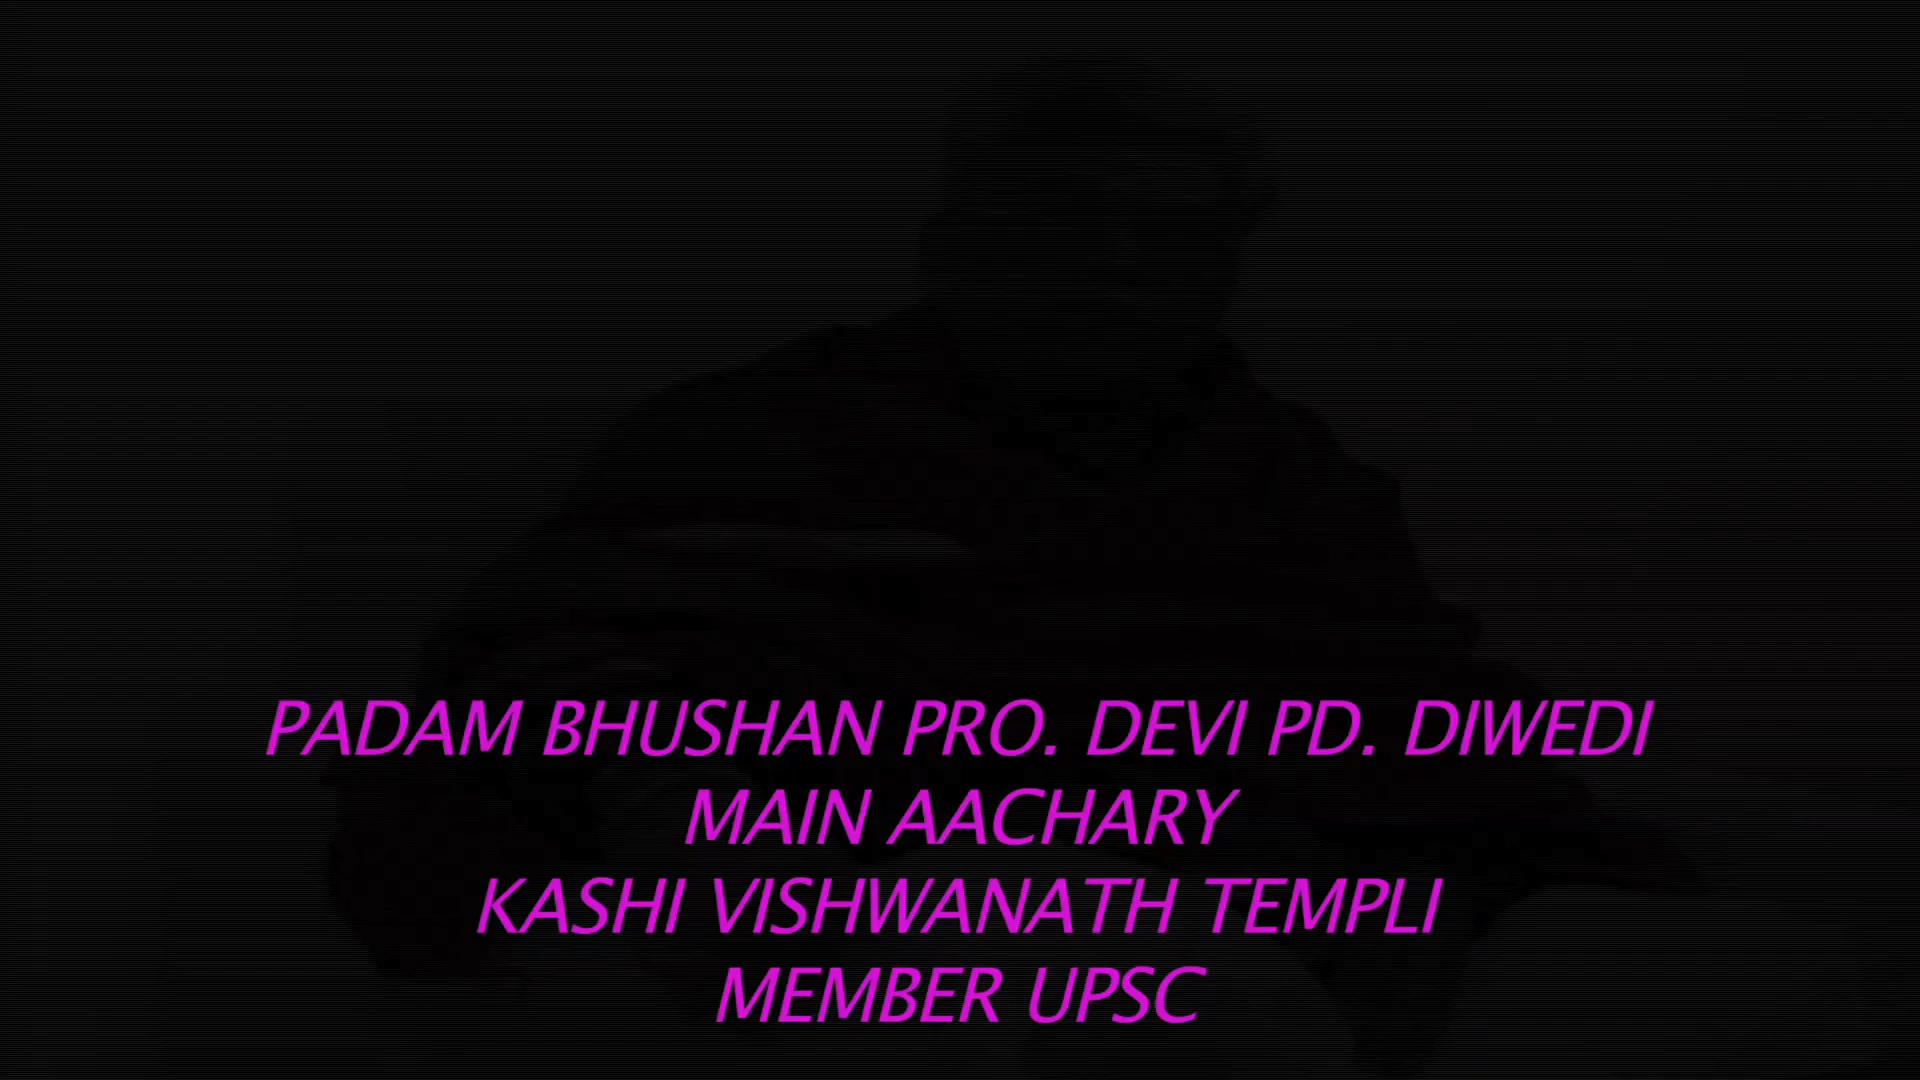 PADAM BHUSHAN PRO. DEVI PD. DIWEDI
MAIN AACHARY
KASHI VISHWANATH TEMPLI
MEMBER UPSC